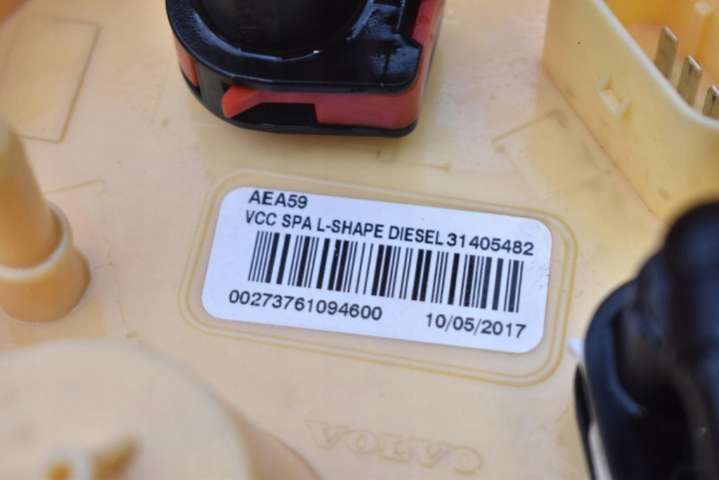 AEA59
VCC SPA L-SHAPE DIESEL 31405482
00273761094600 10/05/2017
VOLVO